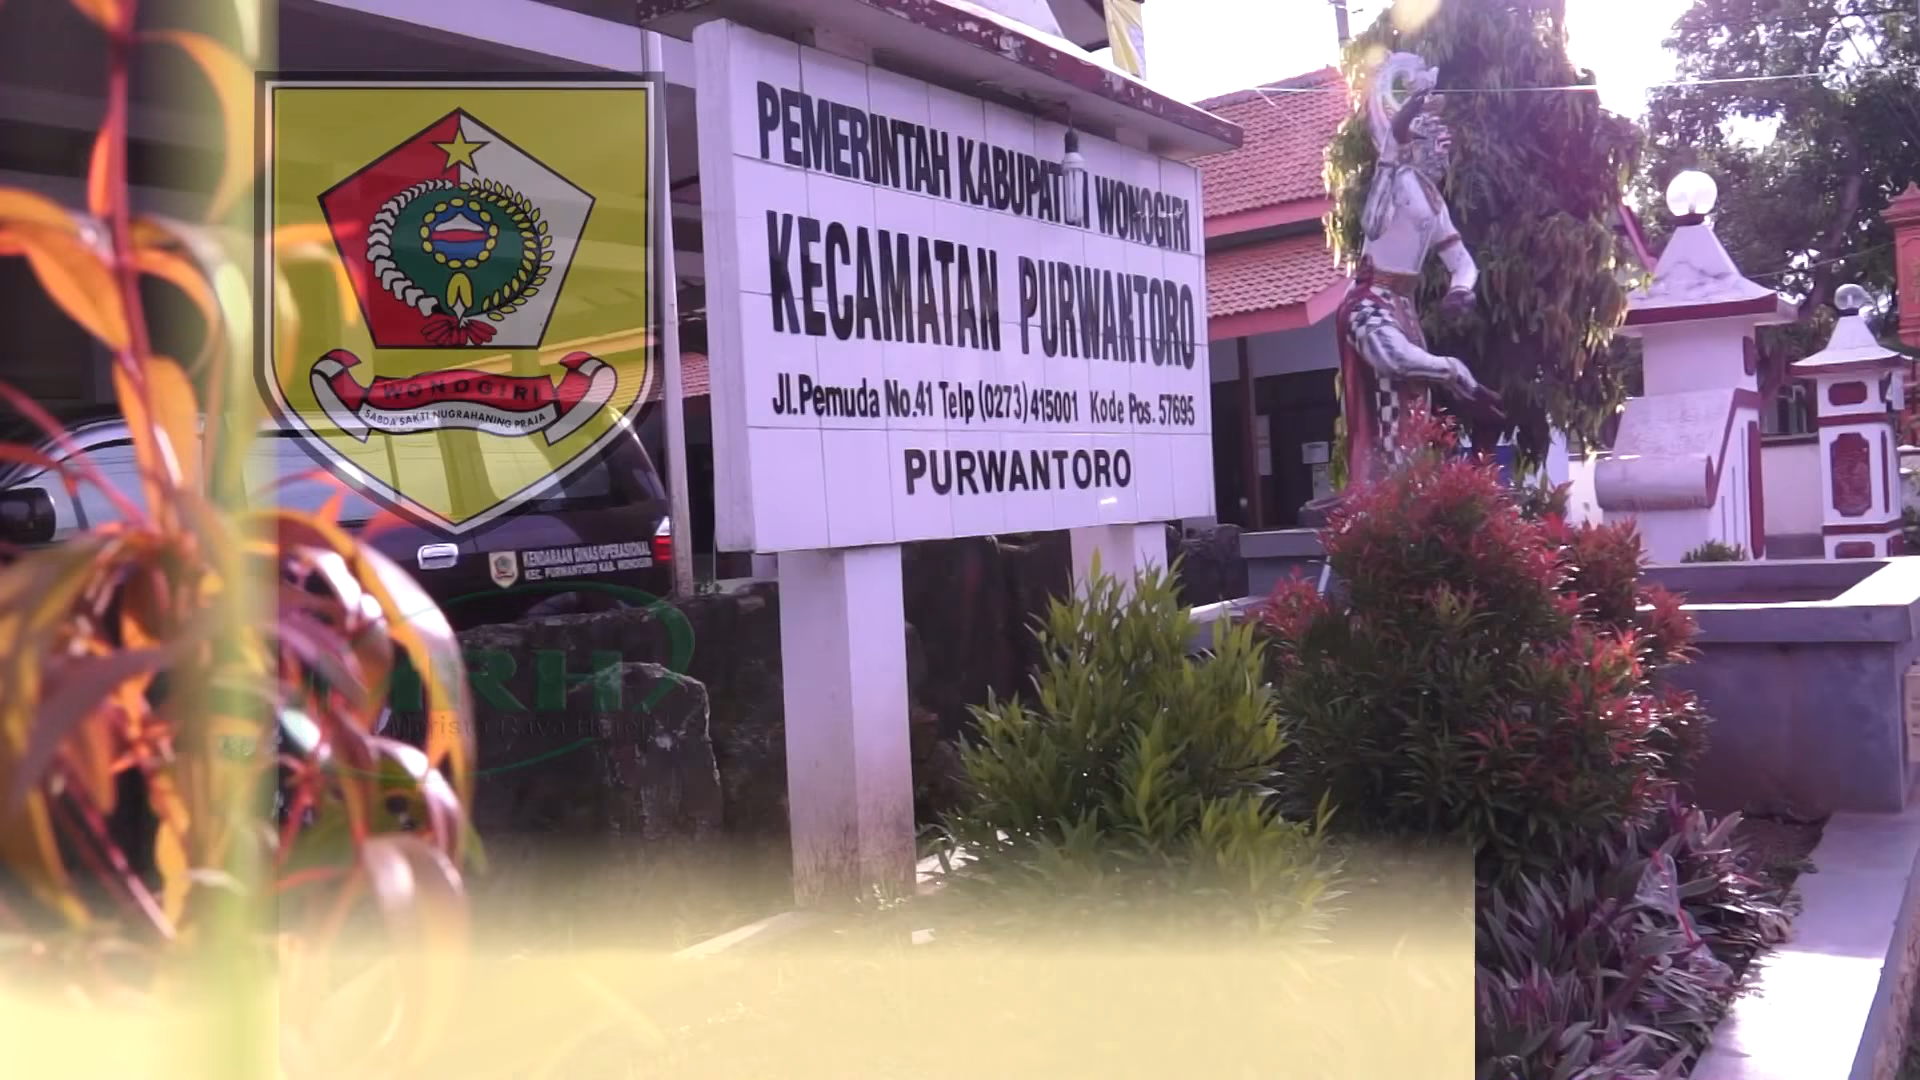 PEMERINTAH KABUPATEN WONOGIRI
KECAMATAN PURWANTORO
Jl.Pemuda No.41 Telp (0273) 415001 Kode Pos. 57695
PURWANTORO
WONOGIRI
SABDA SAKTI NUGRAHANING PRAJA
KENDARAAN DINAS OPERASIONAL
KEC. PURWANTORO KAB. WONOGIRI
RH